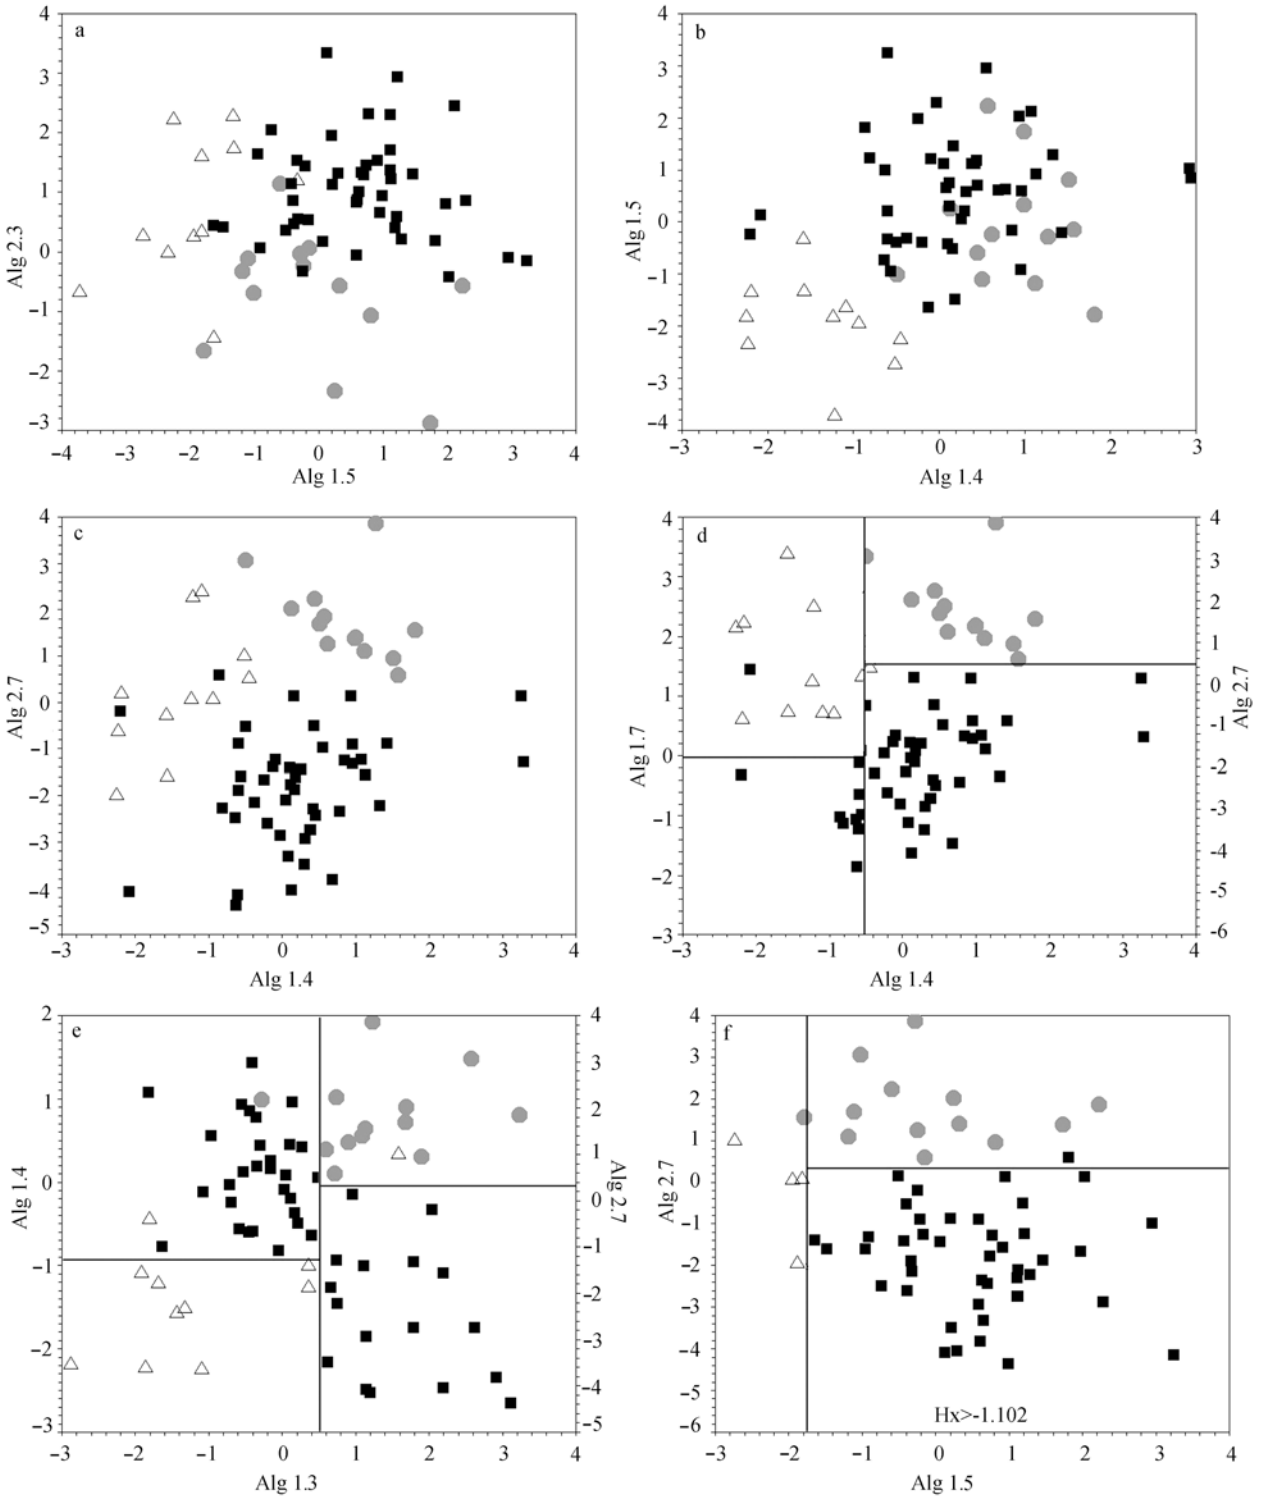 a
4
3
2
1
0
−1
−2
−3
Alg 2.3
−4 −3 −2 −1 0 1 2 3 4
Alg 1.5
b
4
3
2
1
0
−1
−2
−3
−4
Alg 1.5
−3 −2 −1 0 1 2 3
Alg 1.4
c
4
3
2
1
0
−1
−2
−3
−4
−5
Alg 2.7
−3 −2 −1 0 1 2 3 4
Alg 1.4
d
4
3
2
1
0
−1
−2
−3
Alg 1.7
4
3
2
1
0
-1
-2
-3
-4
-5
-6
Alg 2.7
−3 −2 −1 0 1 2 3 4
Alg 1.4
e
2
1
0
−1
−2
−3
Alg 1.4
4
3
2
1
0
−1
−2
−3
−4
−5
Alg 2.7
−3 −2 −1 0 1 2 3 4
Alg 1.3
f
4
3
2
1
0
−1
−2
−3
−4
−5
−6
Alg 2.7
Hx>-1.102
−3 −2 −1 0 1 2 3 4
Alg 1.5